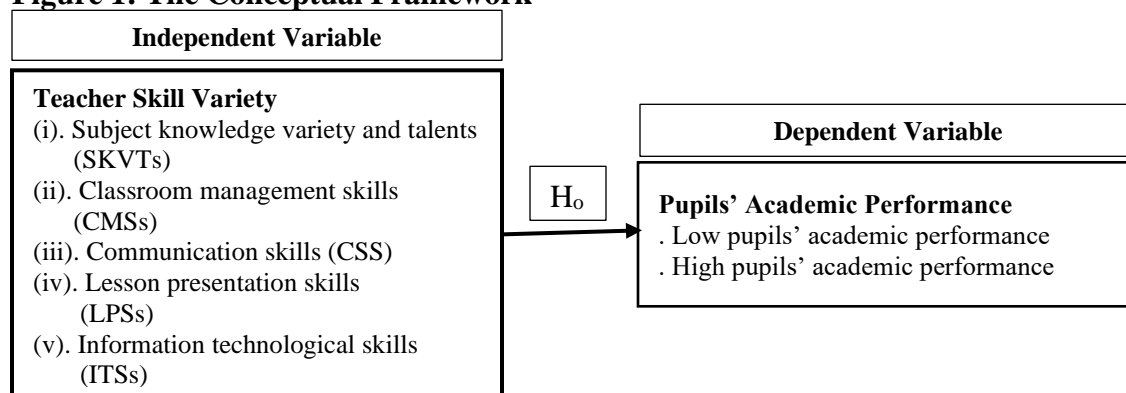 Figure 1: The Conceptual Framework
Independent Variable
Teacher Skill Variety
(i). Subject knowledge variety and talents
(SKVTs)
(ii). Classroom management skills
(CMSs)
(iii). Communication skills (CSS)
(iv). Lesson presentation skills
(LPSs)
(v). Information technological skills
(ITSs)
Ho
Dependent Variable
Pupils’ Academic Performance
. Low pupils’ academic performance
. High pupils’ academic performance